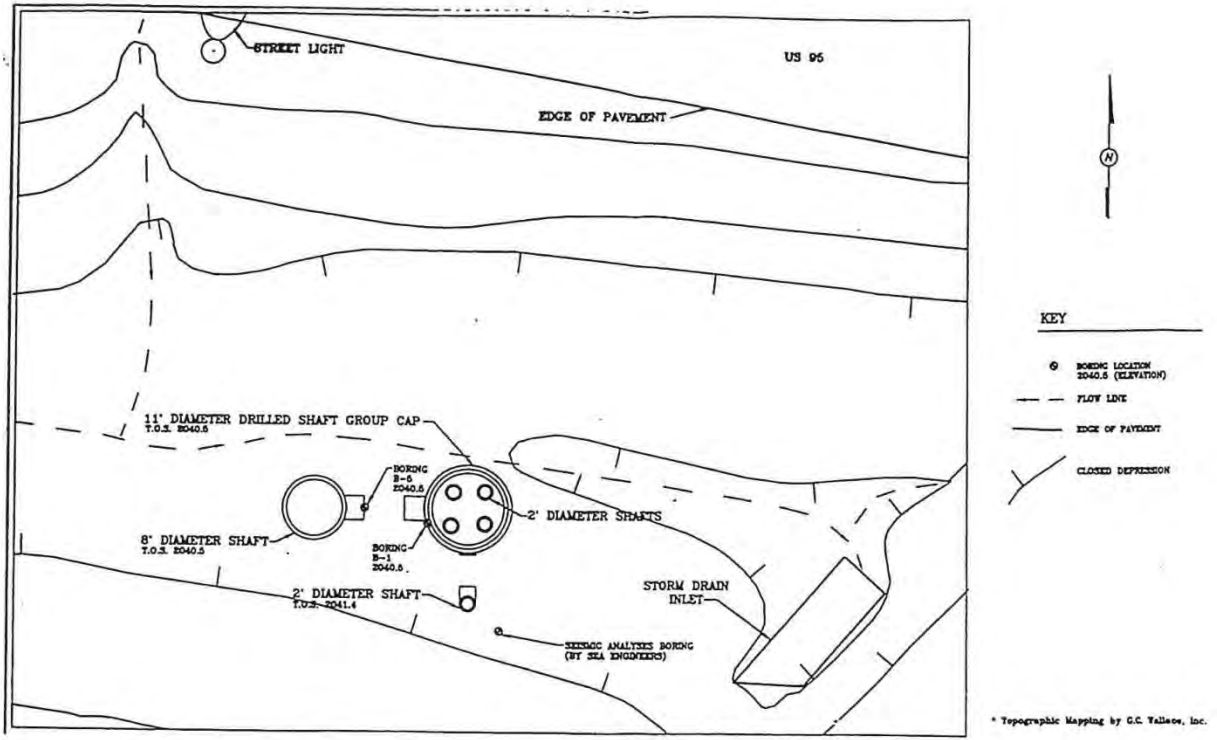 STREET LIGHT
US 95
EDGE OF PAVEMENT
N
KEY
BORING LOCATION
2040.5 (ELEVATION)
FLOW LINE
EDGE OF PAVEMENT
CLOSED DEPRESSION
11' DIAMETER DRILLED SHAFT GROUP CAP
T.O.S. 2040.5
BORING
B-5
2040.5
2' DIAMETER SHAFTS
8' DIAMETER SHAFT
T.O.S. 2040.5
BORING
B-1
2040.5
2' DIAMETER SHAFT
T.O.S. 2041.4
STORM DRAIN
INLET
SEISMIC ANALYSES BORING
(BY SEA ENGINEERS)
* Topographic Mapping by G.C. Wallace, Inc.